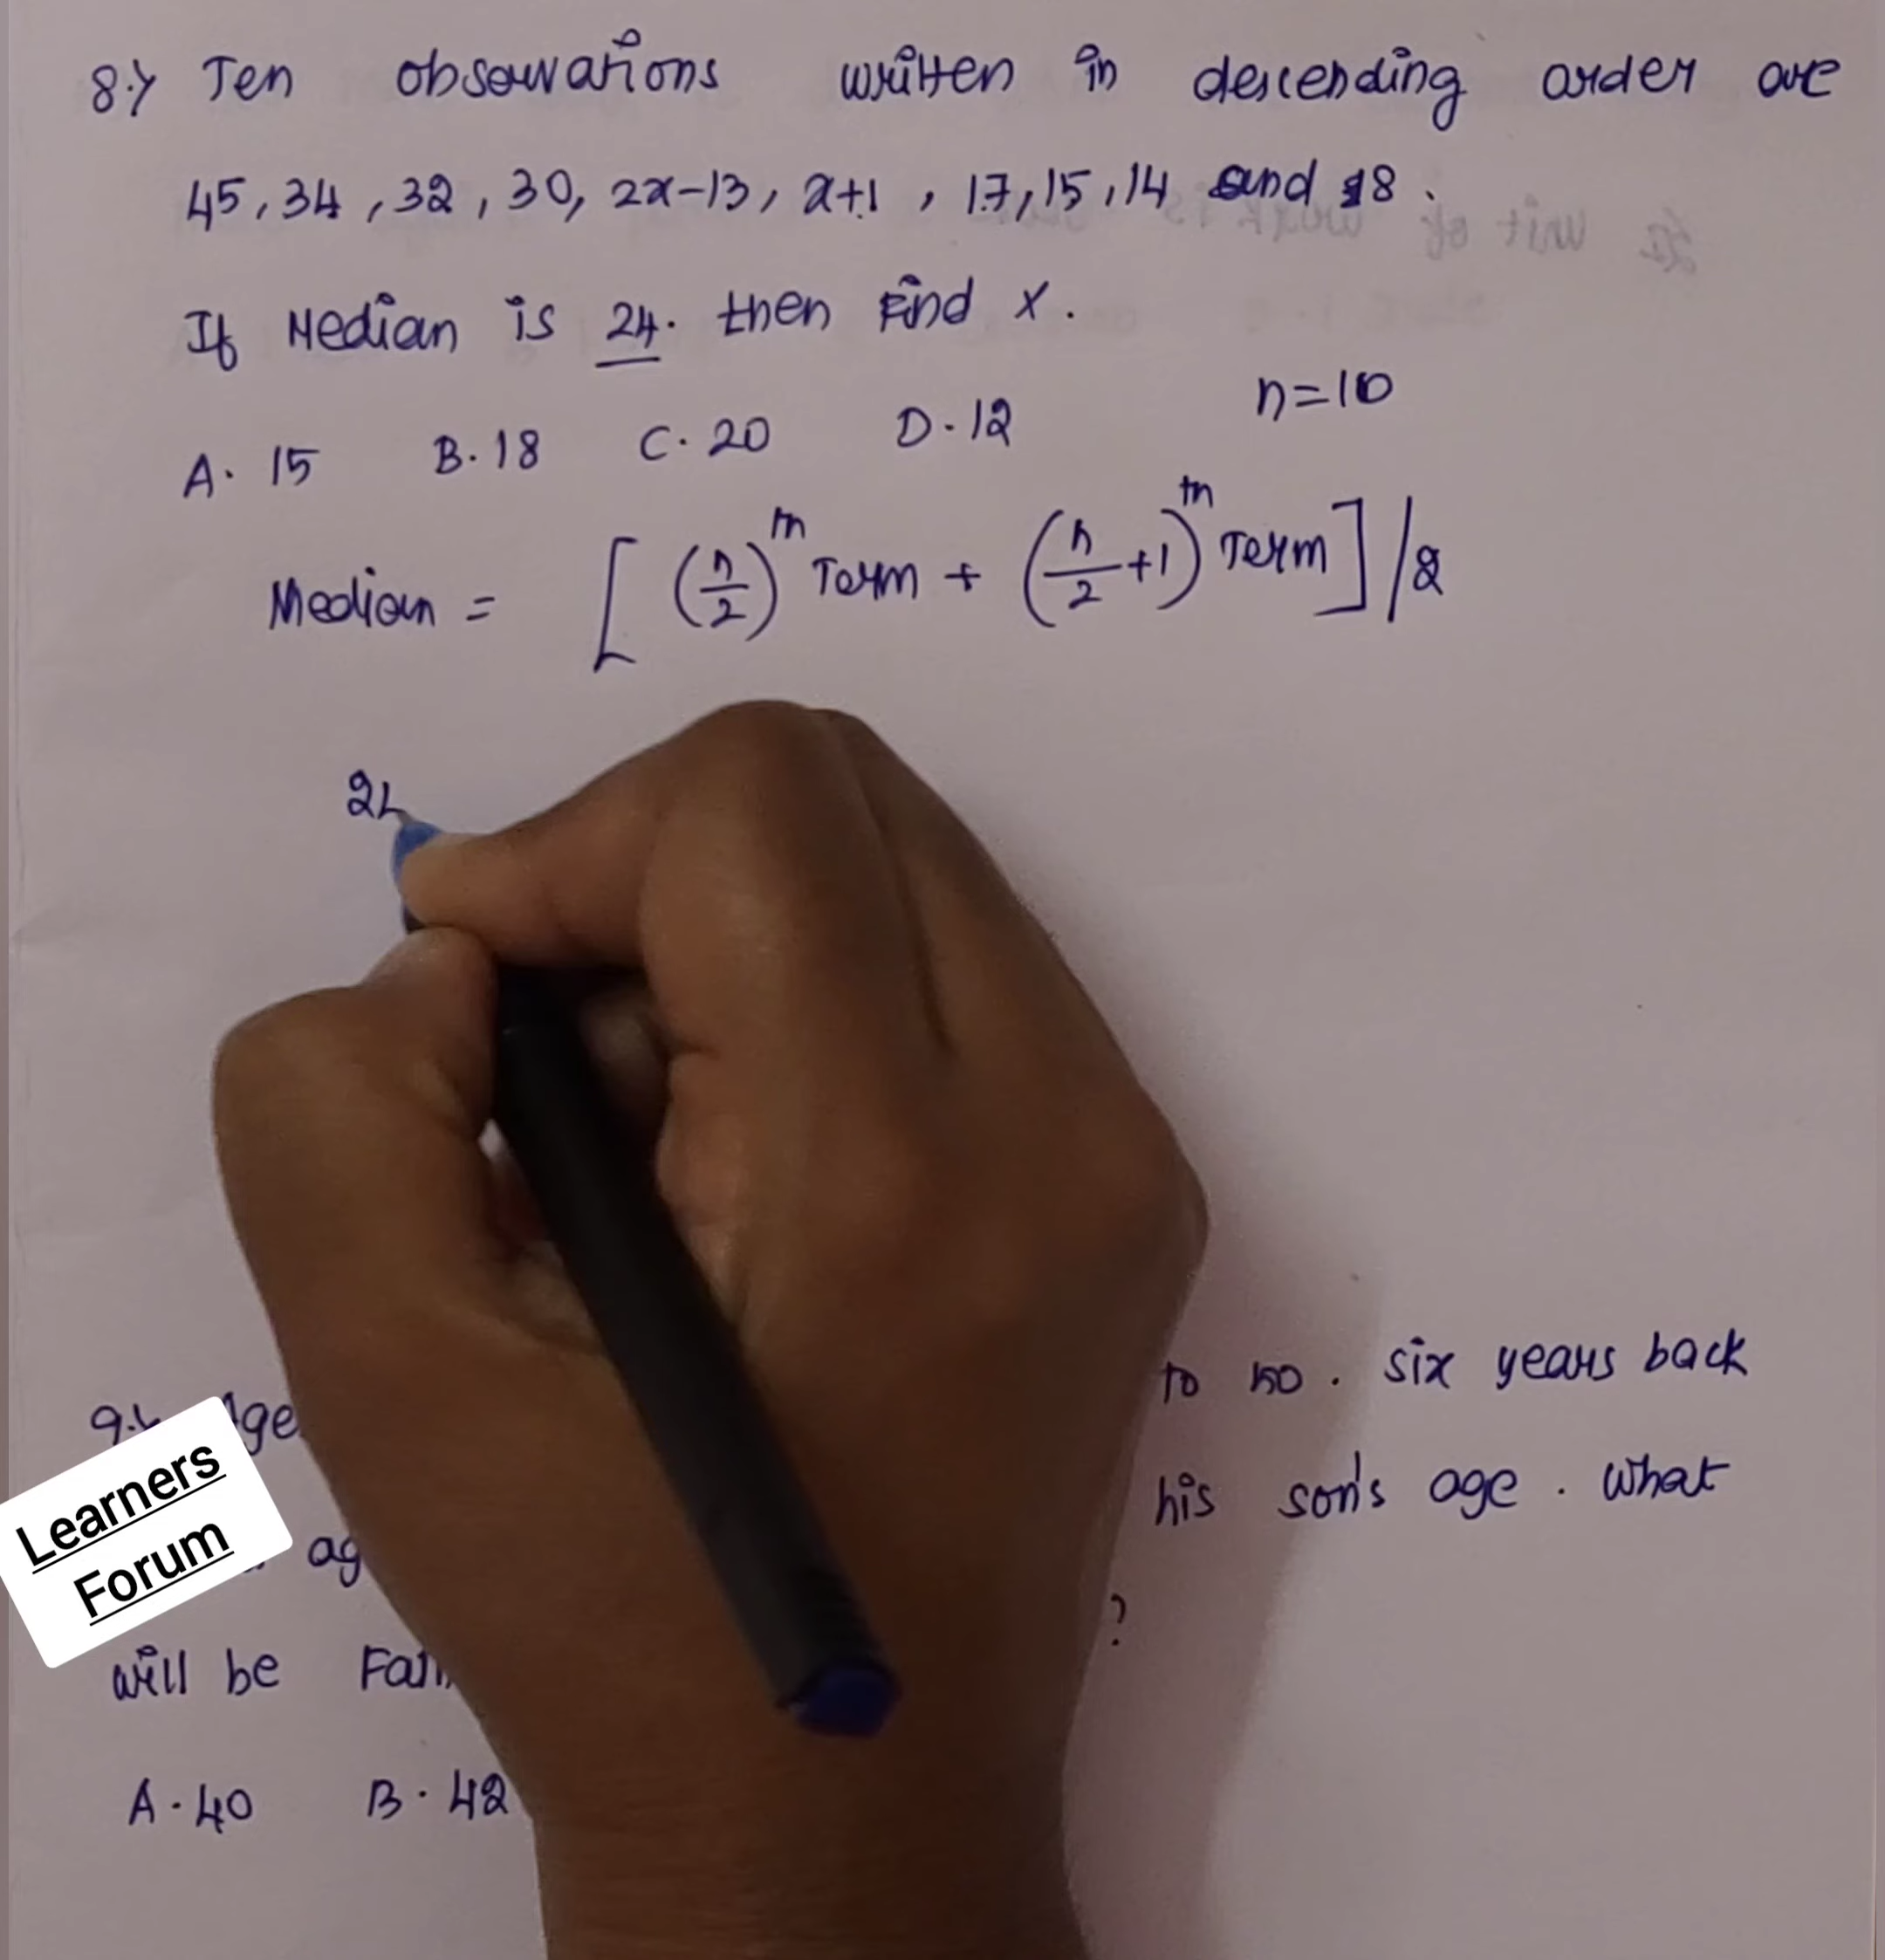 8.) Ten observations written in descending order are
45, 34, 32, 30, 2x-13, x+1, 17, 15, 14 and 18.
If Median is 24. then Find x.
n=10
A. 15 B. 18 C. 20 D. 12
Median = [(n/2)th Term + (n/2+1)th Term]/2
24
9.) Age to 50. six years back
his son's age. What
?
will be
A. 40 B. 42
Learners
Forum